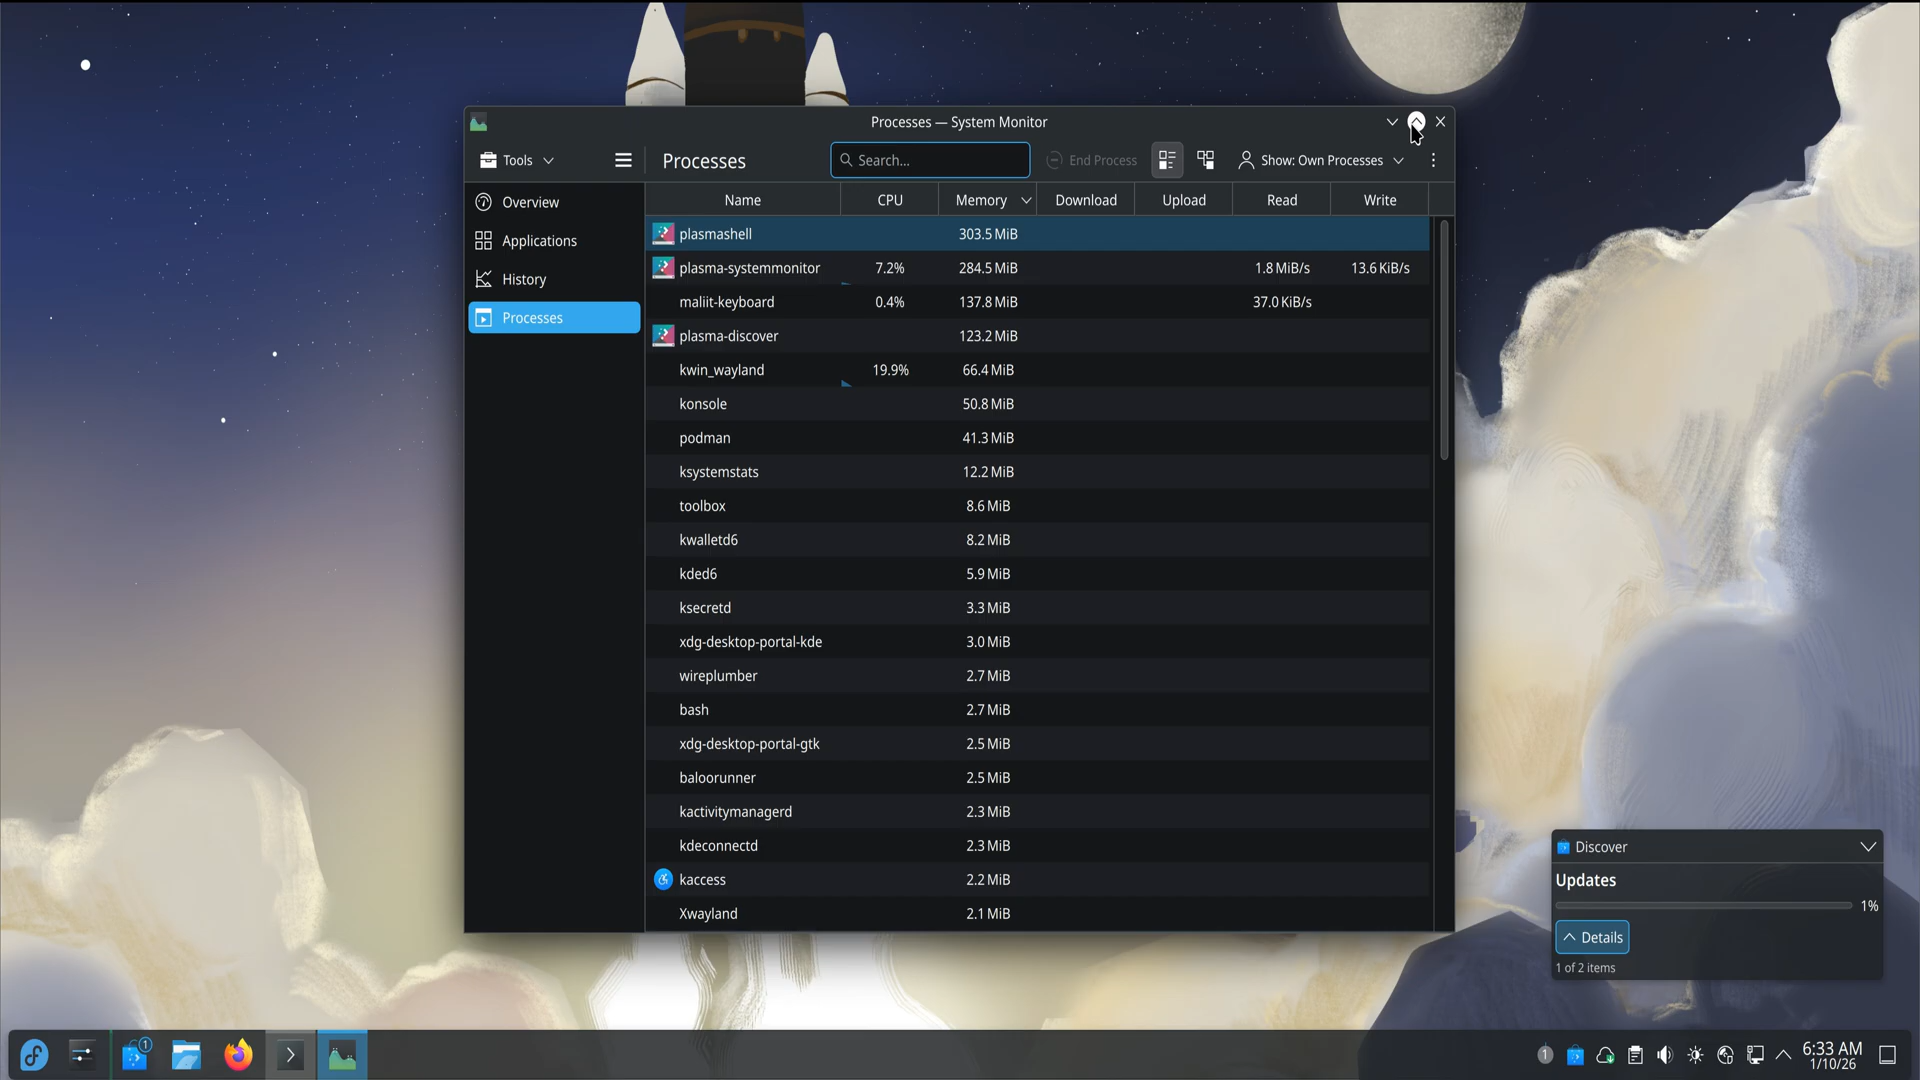 Processes — System Monitor
Tools
Processes
Search...
End Process
Show: Own Processes
Overview
Applications
History
Processes
Name CPU Memory Download Upload Read Write
plasmashell 303.5 MiB
plasma-systemmonitor 7.2% 284.5 MiB 1.8 MiB/s 13.6 KiB/s
maliit-keyboard 0.4% 137.8 MiB 37.0 KiB/s
plasma-discover 123.2 MiB
kwin_wayland 19.9% 66.4 MiB
konsole 50.8 MiB
podman 41.3 MiB
ksystemstats 12.2 MiB
toolbox 8.6 MiB
kwalletd6 8.2 MiB
kded6 5.9 MiB
ksecretd 3.3 MiB
xdg-desktop-portal-kde 3.0 MiB
wireplumber 2.7 MiB
bash 2.7 MiB
xdg-desktop-portal-gtk 2.5 MiB
baloorunner 2.5 MiB
kactivitymanagerd 2.3 MiB
kdeconnectd 2.3 MiB
kaccess 2.2 MiB
Xwayland 2.1 MiB
Discover
Updates
1%
Details
1 of 2 items
1
1
6:33 AM
1/10/26